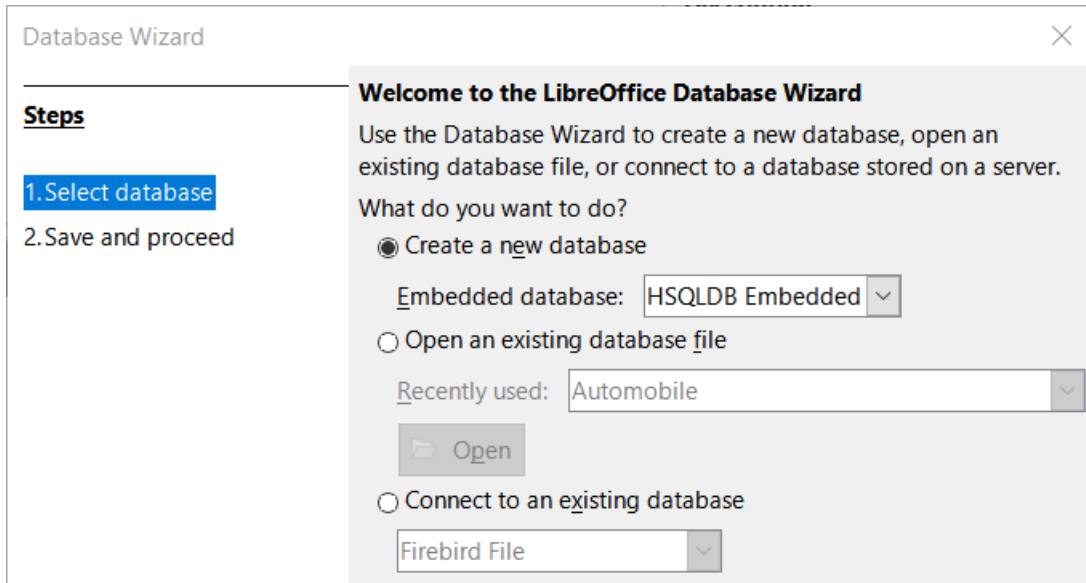 Database Wizard
Steps
1.Select database
2.Save and proceed
Welcome to the LibreOffice Database Wizard
Use the Database Wizard to create a new database, open an
existing database file, or connect to a database stored on a server.
What do you want to do?
Create a new database
Embedded database: HSQLDB Embedded
Open an existing database file
Recently used: Automobile
Open
Connect to an existing database
Firebird File